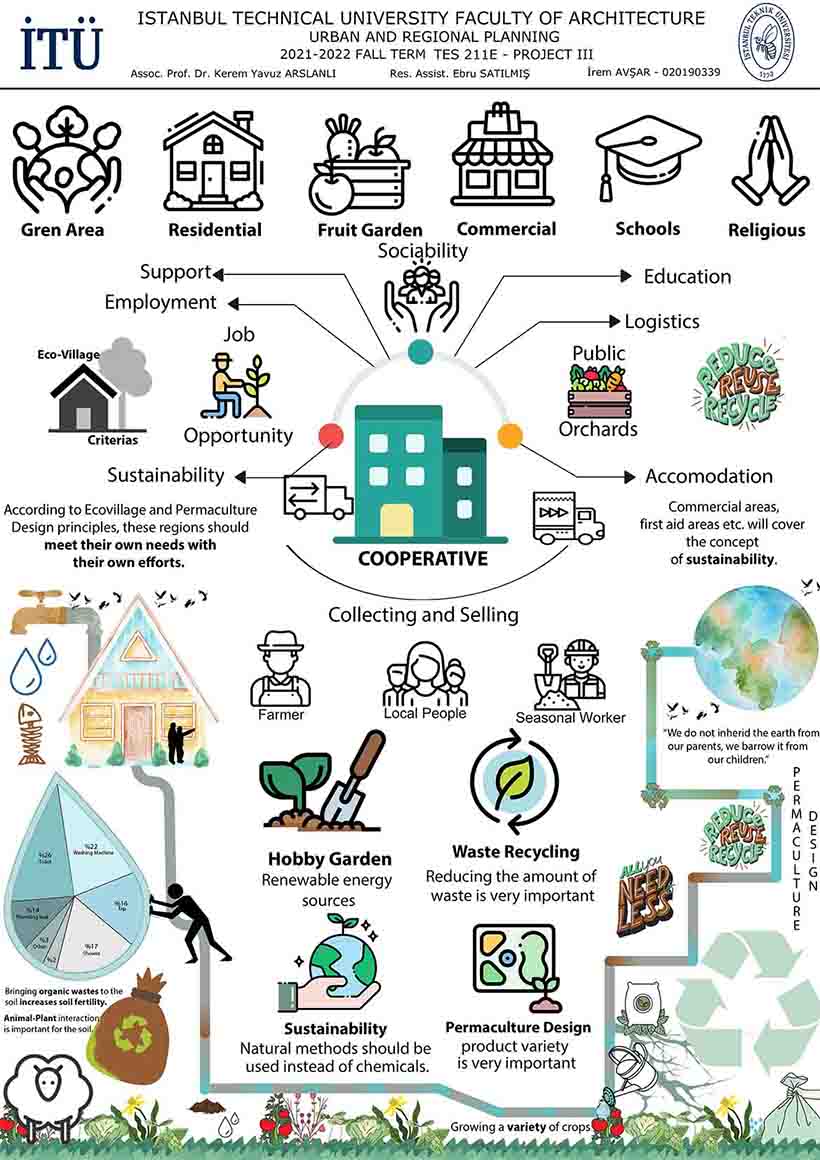 İTÜ
ISTANBUL TECHNICAL UNIVERSITY FACULTY OF ARCHITECTURE
URBAN AND REGIONAL PLANNING
2021-2022 FALL TERM TES 211E - PROJECT III
Assoc. Prof. Dr. Kerem Yavuz ARSLANLI
Res. Assist. Ebru SATILMIŞ
İrem AVŞAR - 020190339
İSTANBUL TEKNİK ÜNİVERSİTESİ
1773
Gren Area
Residential
Fruit Garden
Commercial
Schools
Religious
Sociability
Support
Education
Employment
Logistics
Eco-Village
Criterias
Job
Opportunity
Public
Orchards
REDUCE
REUSE
RECYCLE
Sustainability
Accomodation
According to Ecovillage and Permaculture
Design principles, these regions should
meet their own needs with
their own efforts.
COOPERATIVE
Commercial areas,
first aid areas etc. will cover
the concept
of sustainability.
Collecting and Selling
Farmer
Local People
Seasonal Worker
"We do not inherid the earth from
our parents, we barrow it from
our children."
PERMACULTURE
DESIGN
%26
Toilet
%22
Washing Machine
%16
Tap
%17
Shower
%2
%3
Other
%14
Hobby Garden
Renewable energy
sources
Waste Recycling
Reducing the amount of
waste is very important
REDUCE
REUSE
RECYCLE
ALL YOU
NEED
IS
LESS
Bringing organic wastes to the
soil increases soil fertility.
Animal-Plant interaction
is important for the soil.
Sustainability
Natural methods should be
used instead of chemicals.
Permaculture Design
product variety
is very important
Growing a variety of crops